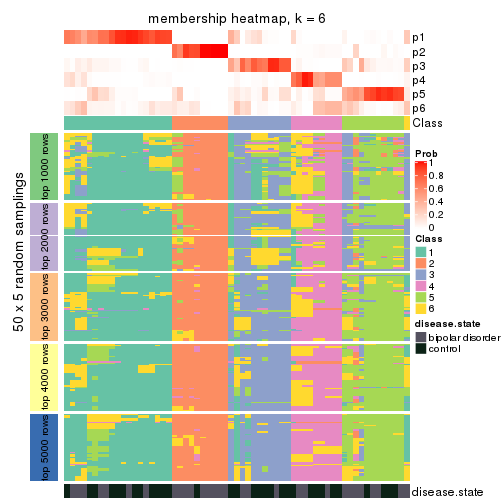 membership heatmap, k = 6
p1
p2
p3
p4
p5
p6
Class
50 x 5 random samplings
top 1000 rows
top 2000 rows
top 3000 rows
top 4000 rows
top 5000 rows
Prob
1
0.8
0.6
0.4
0.2
0
Class
1
2
3
4
5
6
disease.state
bipolar disorder
control
disease.state